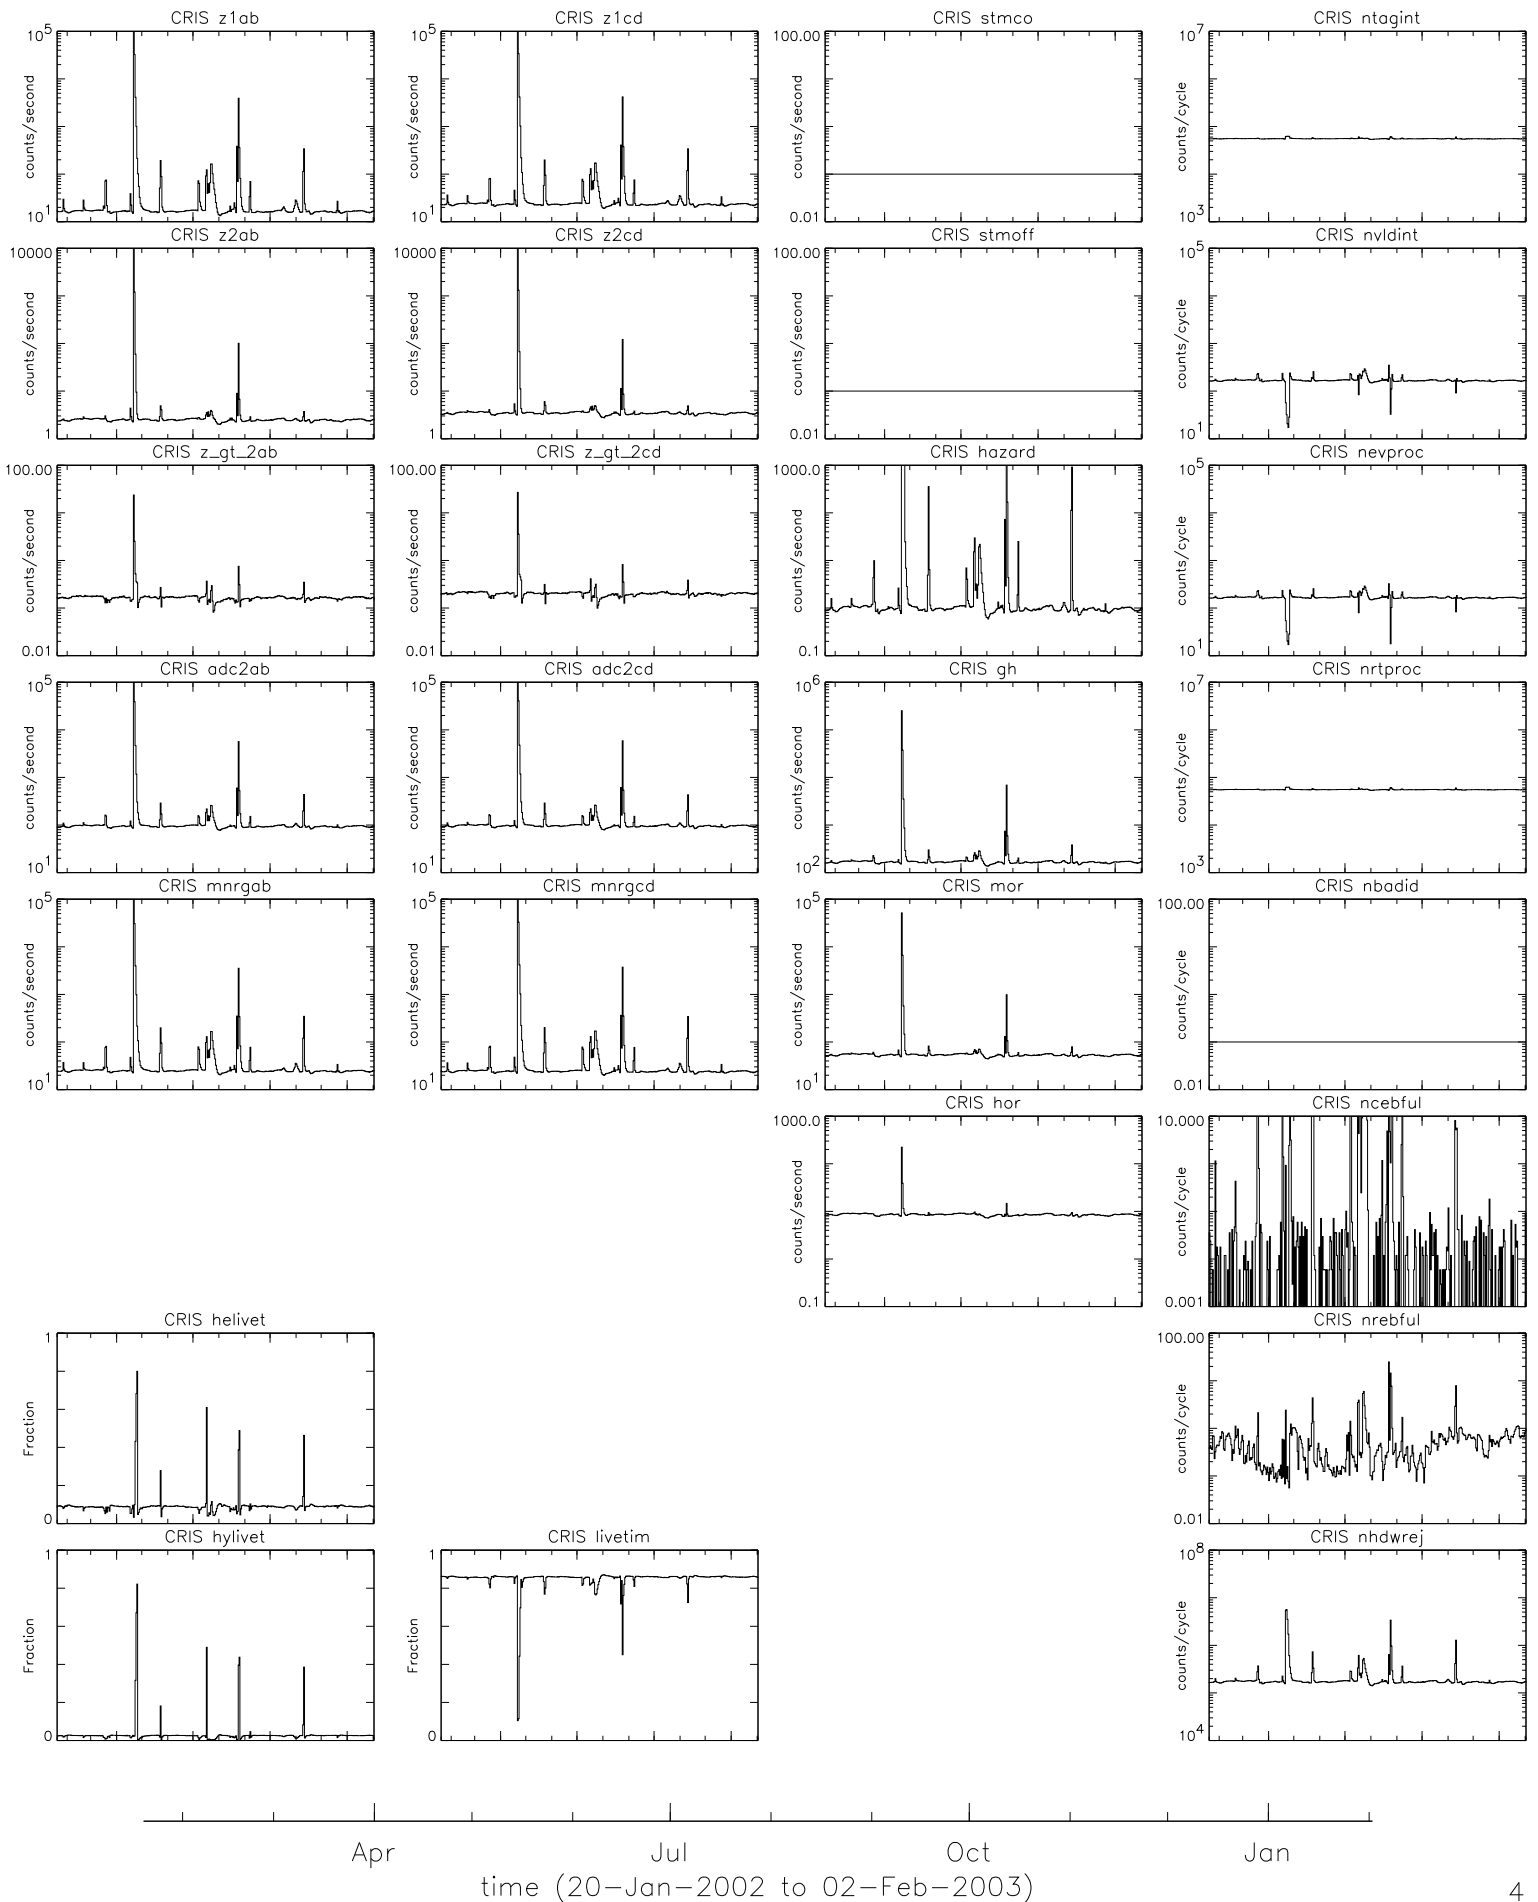 CRIS z1ab CRIS z1cd CRIS stmco CRIS ntagint
10^5 10^5 100.00 10^7
counts/second counts/second counts/second counts/cycle
10^1 10^1 0.01 10^3
CRIS z2ab CRIS z2cd CRIS stmoff CRIS nvldint
10000 10000 100.00 10^5
counts/second counts/second counts/second counts/cycle
1 1 0.01 10^1
CRIS z_gt_2ab CRIS z_gt_2cd CRIS hazard CRIS nevproc
100.00 100.00 1000.0 10^5
counts/second counts/second counts/second counts/cycle
0.01 0.01 0.1 10^1
CRIS adc2ab CRIS adc2cd CRIS gh CRIS nrtproc
10^5 10^5 10^6 10^7
counts/second counts/second counts/second counts/cycle
10^1 10^1 10^2 10^3
CRIS mnrgab CRIS mnrgcd CRIS mor CRIS nbadid
10^5 10^5 10^5 100.00
counts/second counts/second counts/second counts/cycle
10^1 10^1 10^1 0.01
CRIS hor CRIS ncebful
1000.0 10.000
counts/second counts/cycle
0.1 0.001
CRIS helivet CRIS nrebful
1 100.00
Fraction counts/cycle
0 0.01
CRIS hylivet CRIS livetim CRIS nhdwrej
1 1 10^8
Fraction Fraction counts/cycle
0 0 10^4
Apr Jul Oct Jan
time (20-Jan-2002 to 02-Feb-2003)
4